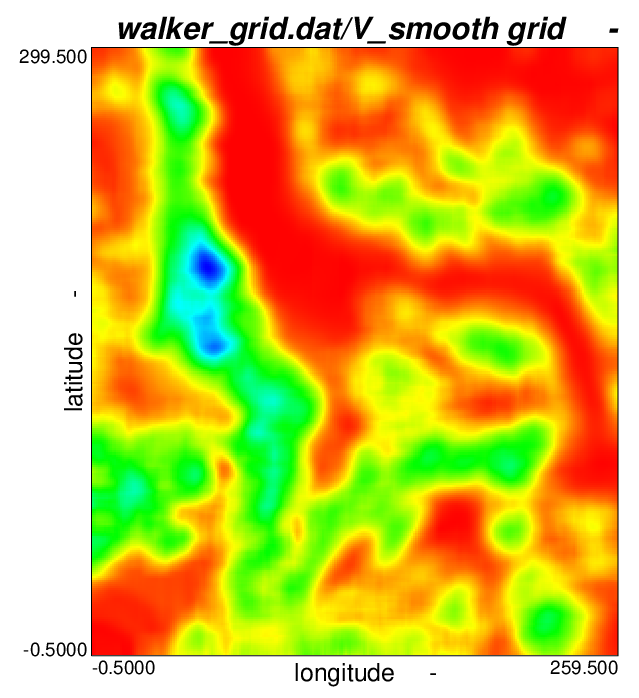 walker_grid.dat/V_smooth grid -
299.500
latitude -
-0.5000
-0.5000 longitude - 259.500